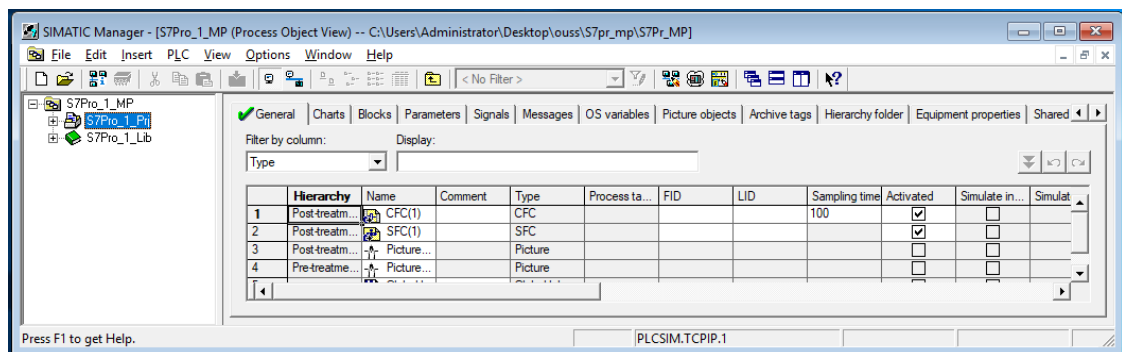 SIMATIC Manager - [S7Pro_1_MP (Process Object View) -- C:\Users\Administrator\Desktop\ouss\S7pr_mp\S7Pr_MP]
File Edit Insert PLC View Options Window Help
< No Filter >
S7Pro_1_MP
S7Pro_1_Prj
S7Pro_1_Lib
General Charts Blocks Parameters Signals Messages OS variables Picture objects Archive tags Hierarchy folder Equipment properties Shared
Filter by column: Display:
Type
Hierarchy Name Comment Type Process ta... FID LID Sampling time Activated Simulate in... Simulat
1 Post-treatm... CFC(1) CFC 100
2 Post-treatm... SFC(1) SFC
3 Post-treatm... Picture... Picture
4 Pre-treatme... Picture... Picture
Press F1 to get Help. PLCSIM.TCPIP.1